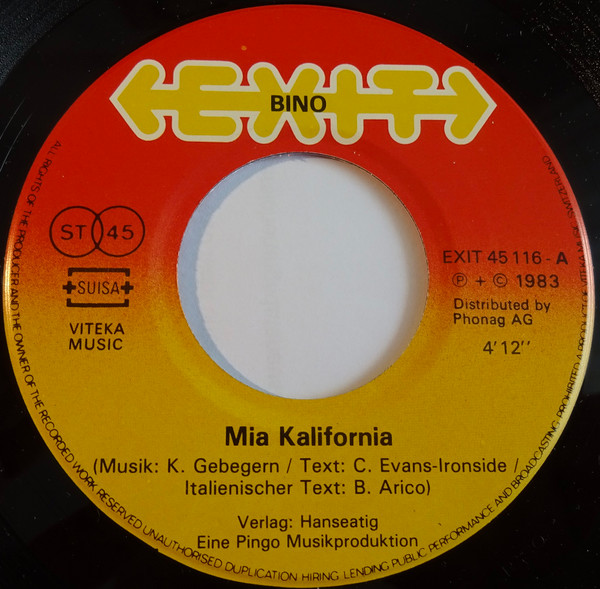 EXIT
BINO
ST 45
SUISA
VITEKA
MUSIC
EXIT 45 116 - A
Ⓟ + © 1983
Distributed by
Phonag AG
4'12''
Mia Kalifornia
(Musik: K. Gebegern / Text: C. Evans-Ironside /
Italienischer Text: B. Arico)
Verlag: Hanseatig
Eine Pingo Musikproduktion
ALL RIGHTS OF THE PRODUCER AND THE OWNER OF THE RECORDED WORK RESERVED UNAUTHORISED DUPLICATION HIRING, LENDING PUBLIC PERFORMANCE AND BROADCASTING PROHIBITED